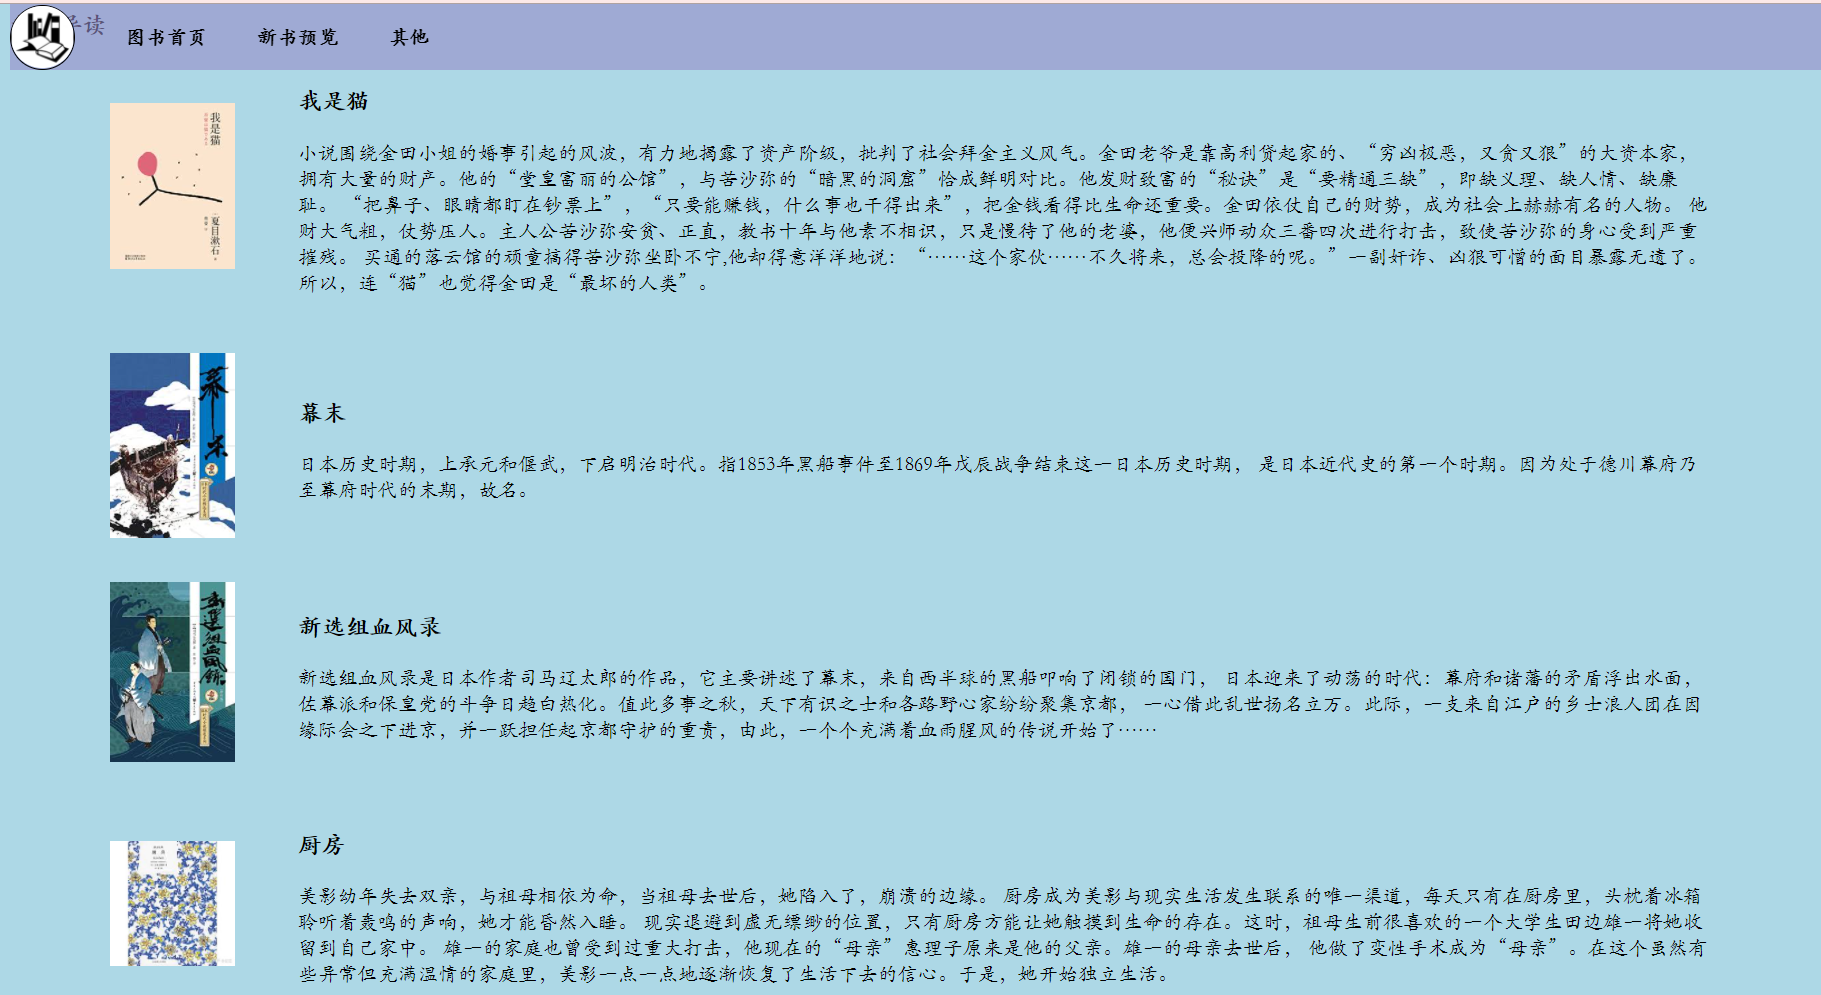 导读
图书首页 新书预览 其他
我是猫
夏目漱石
我是猫
小说围绕金田小姐的婚事引起的风波，有力地揭露了资产阶级，批判了社会拜金主义风气。金田老爷是靠高利贷起家的、“穷凶极恶，又贪又狠”的大资本家，
拥有大量的财产。他的“堂皇富丽的公馆”，与苦沙弥的“暗黑的洞窟”恰成鲜明对比。他发财致富的“秘诀”是“要精通三缺”，即缺义理、缺人情、缺廉
耻。 “把鼻子、眼睛都盯在钞票上”，“只要能赚钱，什么事也干得出来”，把金钱看得比生命还重要。金田依仗自己的财势，成为社会上赫赫有名的人物。 他
财大气粗，仗势压人。主人公苦沙弥安贫、正直，教书十年与他素不相识，只是慢待了他的老婆，他便兴师动众三番四次进行打击，致使苦沙弥的身心受到严重
摧残。 买通的落云馆的顽童搞得苦沙弥坐卧不宁,他却得意洋洋地说：“······这个家伙······不久将来，总会投降的呢。”一副奸诈、凶狠可憎的面目暴露无遗了。
所以，连“猫”也觉得金田是“最坏的人类”。
幕末
幕末
日本历史时期，上承元和偃武，下启明治时代。指1853年黑船事件至1869年戊辰战争结束这一日本历史时期， 是日本近代史的第一个时期。因为处于德川幕府乃
至幕府时代的末期，故名。
新選組血風録
新选组血风录
新选组血风录是日本作者司马辽太郎的作品，它主要讲述了幕末，来自西半球的黑船叩响了闭锁的国门， 日本迎来了动荡的时代：幕府和诸藩的矛盾浮出水面，
佐幕派和保皇党的斗争日趋白热化。值此多事之秋，天下有识之士和各路野心家纷纷聚集京都， 一心借此乱世扬名立万。此际，一支来自江户的乡士浪人团在因
缘际会之下进京，并一跃担任起京都守护的重责，由此，一个个充满着血雨腥风的传说开始了······
厨房
美影幼年失去双亲，与祖母相依为命，当祖母去世后，她陷入了，崩溃的边缘。 厨房成为美影与现实生活发生联系的唯一渠道，每天只有在厨房里，头枕着冰箱
聆听着轰鸣的声响，她才能昏然入睡。 现实退避到虚无缥缈的位置，只有厨房方能让她触摸到生命的存在。这时，祖母生前很喜欢的一个大学生田边雄一将她收
留到自己家中。 雄一的家庭也曾受到过重大打击，他现在的“母亲”惠理子原来是他的父亲。雄一的母亲去世后， 他做了变性手术成为“母亲”。在这个虽然有
些异常但充满温情的家庭里，美影一点一点地逐渐恢复了生活下去的信心。于是，她开始独立生活。